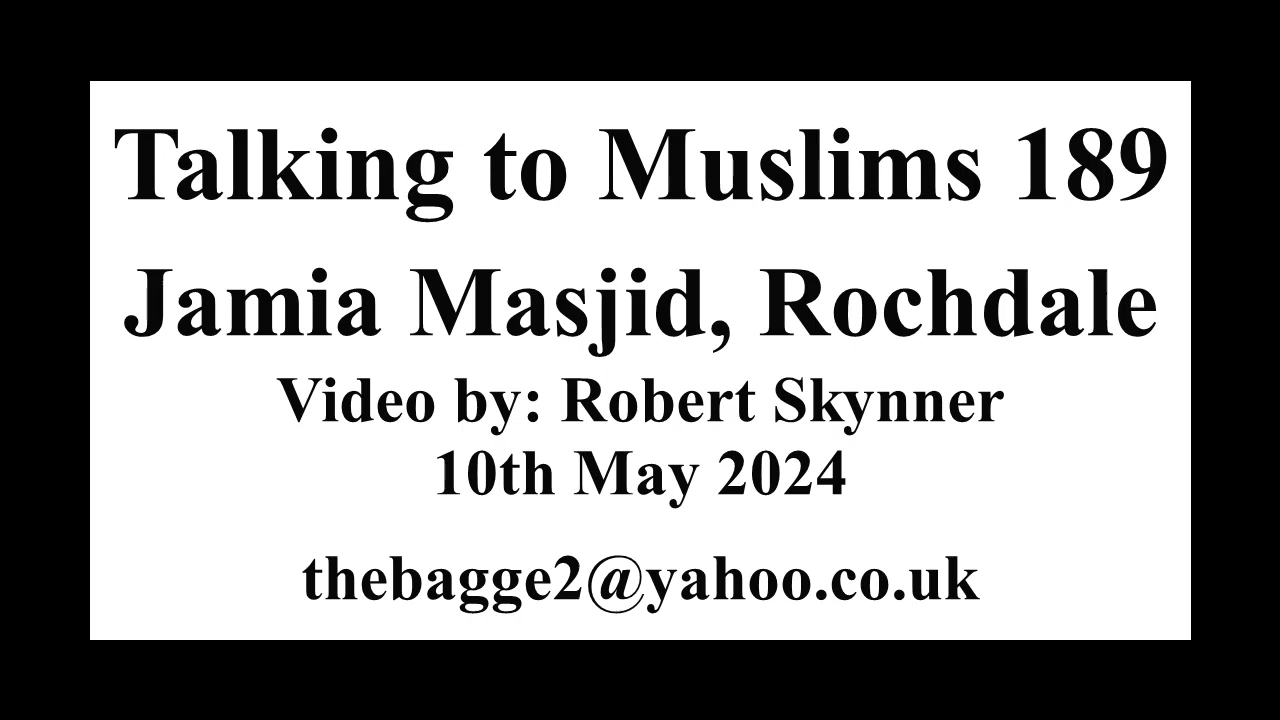 Talking to Muslims 189
Jamia Masjid, Rochdale
Video by: Robert Skynner
10th May 2024
thebagge2@yahoo.co.uk